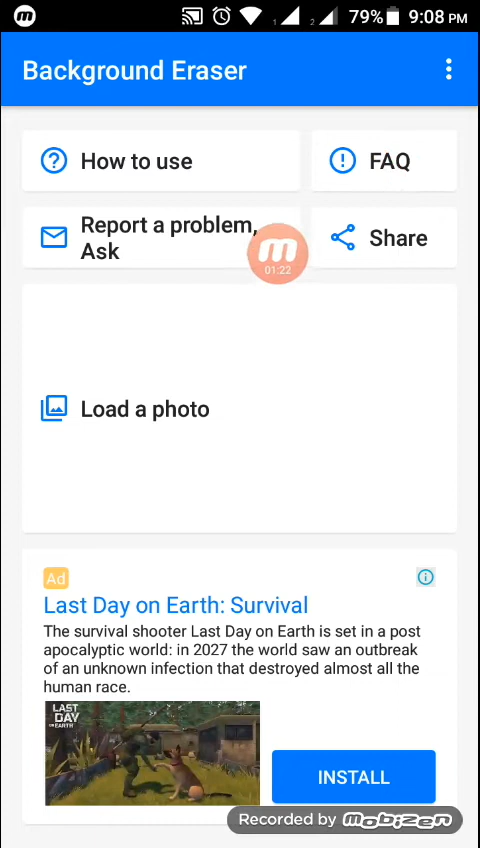 m 1 2 79% 9:08 PM
Background Eraser
How to use
FAQ
Report a problem,
Ask
Share
m
01:22
Load a photo
Ad
Last Day on Earth: Survival
The survival shooter Last Day on Earth is set in a post
apocalyptic world: in 2027 the world saw an outbreak
of an unknown infection that destroyed almost all the
human race.
LAST
DAY
ON EARTH
INSTALL
Recorded by mobizen